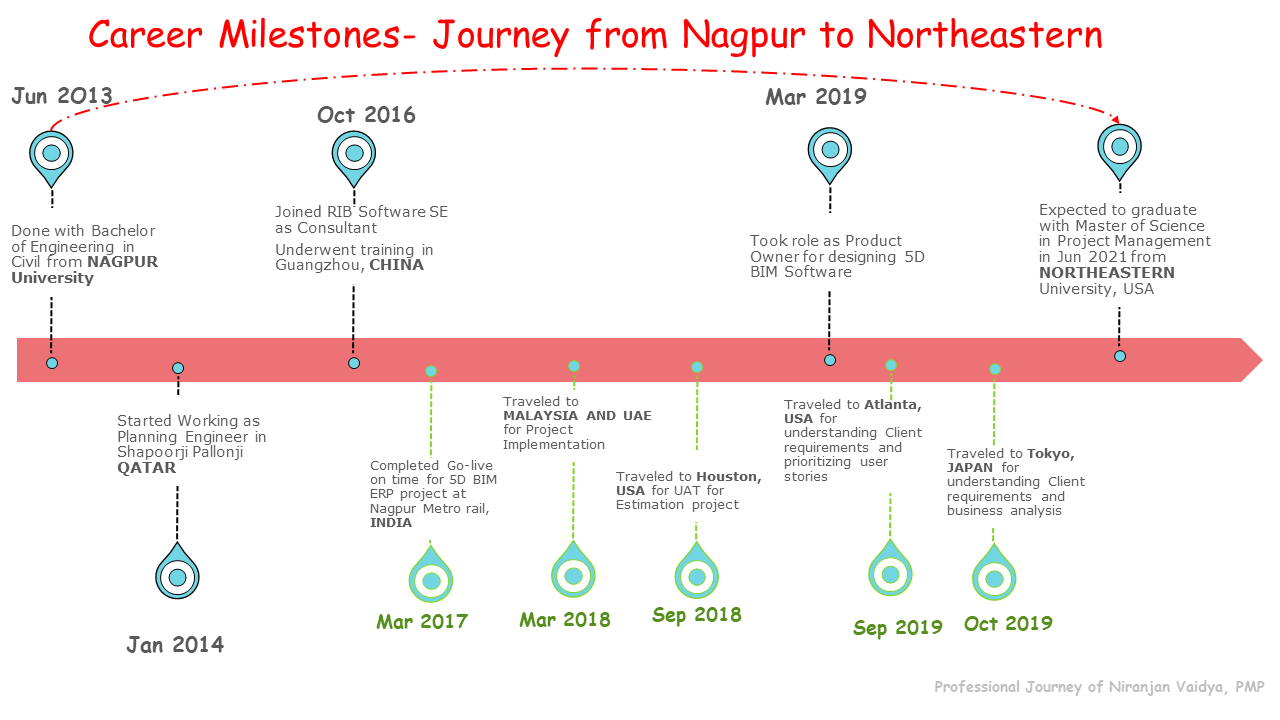 Career Milestones- Journey from Nagpur to Northeastern
Jun 2013
Done with Bachelor
of Engineering in
Civil from NAGPUR
University
Oct 2016
Joined RIB Software SE
as Consultant
Underwent training in
Guangzhou, CHINA
Mar 2019
Took role as Product
Owner for designing 5D
BIM Software
Expected to graduate
with Master of Science
in Project Management
in Jun 2021 from
NORTHEASTERN
University, USA
Started Working as
Planning Engineer in
Shapoorji Pallonji
QATAR
Jan 2014
Completed Go-live
on time for 5D BIM
ERP project at
Nagpur Metro rail,
INDIA
Mar 2017
Traveled to
MALAYSIA AND UAE
for Project
Implementation
Mar 2018
Traveled to Houston,
USA for UAT for
Estimation project
Sep 2018
Traveled to Atlanta,
USA for
understanding Client
requirements and
prioritizing user
stories
Sep 2019
Traveled to Tokyo,
JAPAN for
understanding Client
requirements and
business analysis
Oct 2019
Professional Journey of Niranjan Vaidya, PMP